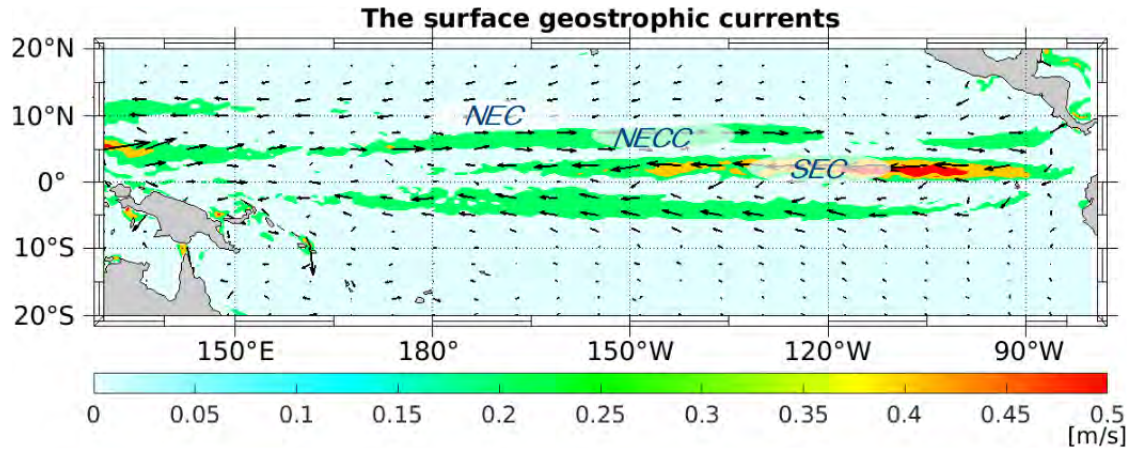 The surface geostrophic currents
20°N
10°N
0°
10°S
20°S
NEC
NECC
SEC
150°E 180° 150°W 120°W 90°W
0 0.05 0.1 0.15 0.2 0.25 0.3 0.35 0.4 0.45 0.5
[m/s]